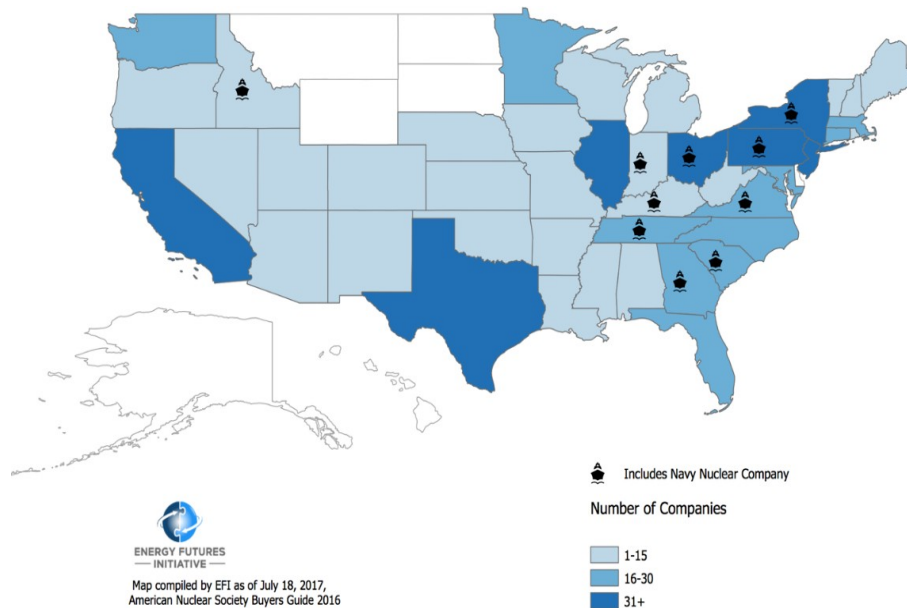 Includes Navy Nuclear Company
Number of Companies
1-15
16-30
31+
ENERGY FUTURES
INITIATIVE
Map compiled by EFI as of July 18, 2017,
American Nuclear Society Buyers Guide 2016